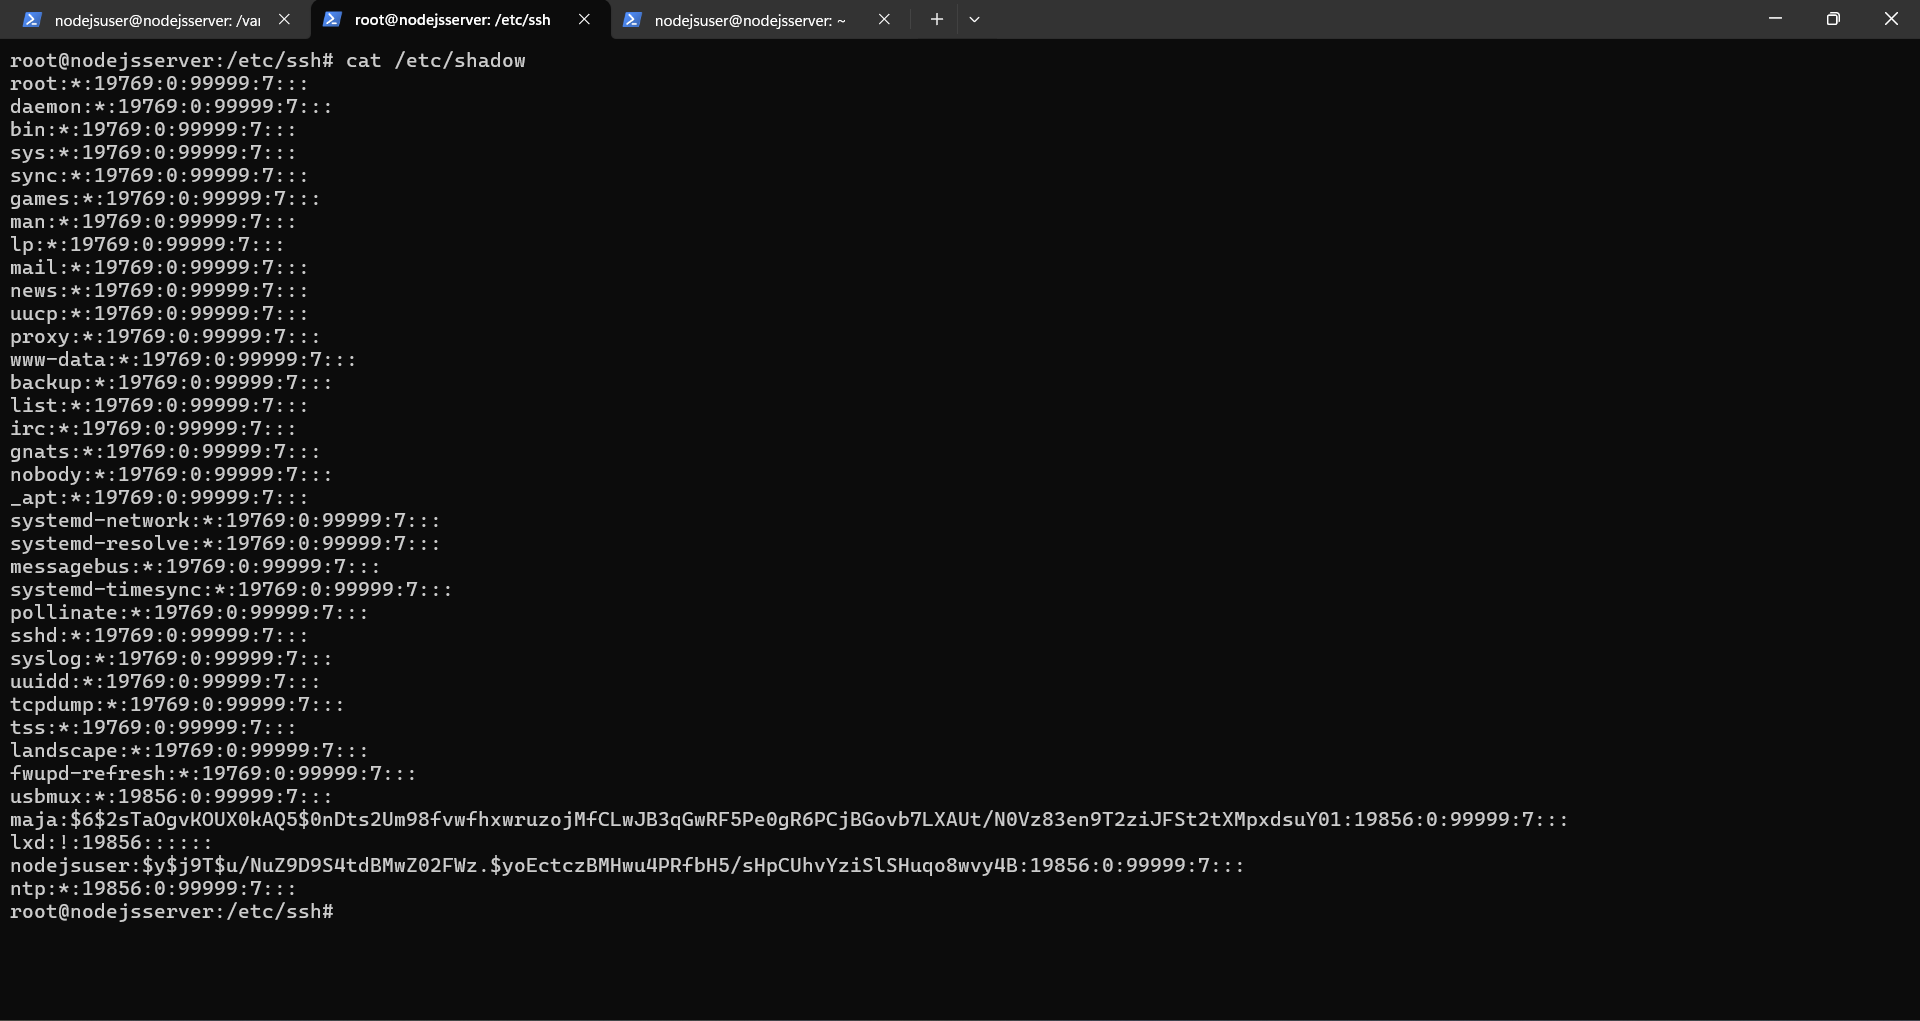 nodejsuser@nodejsserver: /var
root@nodejsserver: /etc/ssh
nodejsuser@nodejsserver: ~
root@nodejsserver:/etc/ssh# cat /etc/shadow
root:*:19769:0:99999:7:::
daemon:*:19769:0:99999:7:::
bin:*:19769:0:99999:7:::
sys:*:19769:0:99999:7:::
sync:*:19769:0:99999:7:::
games:*:19769:0:99999:7:::
man:*:19769:0:99999:7:::
lp:*:19769:0:99999:7:::
mail:*:19769:0:99999:7:::
news:*:19769:0:99999:7:::
uucp:*:19769:0:99999:7:::
proxy:*:19769:0:99999:7:::
www-data:*:19769:0:99999:7:::
backup:*:19769:0:99999:7:::
list:*:19769:0:99999:7:::
irc:*:19769:0:99999:7:::
gnats:*:19769:0:99999:7:::
nobody:*:19769:0:99999:7:::
_apt:*:19769:0:99999:7:::
systemd-network:*:19769:0:99999:7:::
systemd-resolve:*:19769:0:99999:7:::
messagebus:*:19769:0:99999:7:::
systemd-timesync:*:19769:0:99999:7:::
pollinate:*:19769:0:99999:7:::
sshd:*:19769:0:99999:7:::
syslog:*:19769:0:99999:7:::
uuidd:*:19769:0:99999:7:::
tcpdump:*:19769:0:99999:7:::
tss:*:19769:0:99999:7:::
landscape:*:19769:0:99999:7:::
fwupd-refresh:*:19769:0:99999:7:::
usbmux:*:19856:0:99999:7:::
maja:$6$2sTaOgvKOUX0kAQ5$0nDts2Um98fvwfhxwruzojMfCLwJB3qGwRF5Pe0gR6PCjBGovb7LXAUt/N0Vz83en9T2ziJFSt2tXMpxdsuY01:19856:0:99999:7:::
lxd:!:19856::::::
nodejsuser:$y$j9T$u/NuZ9D9S4tdBMwZ02FWz.$yoEctczBMHwu4PRfbH5/sHpCUhvYziSlSHuqo8wvy4B:19856:0:99999:7:::
ntp:*:19856:0:99999:7:::
root@nodejsserver:/etc/ssh#